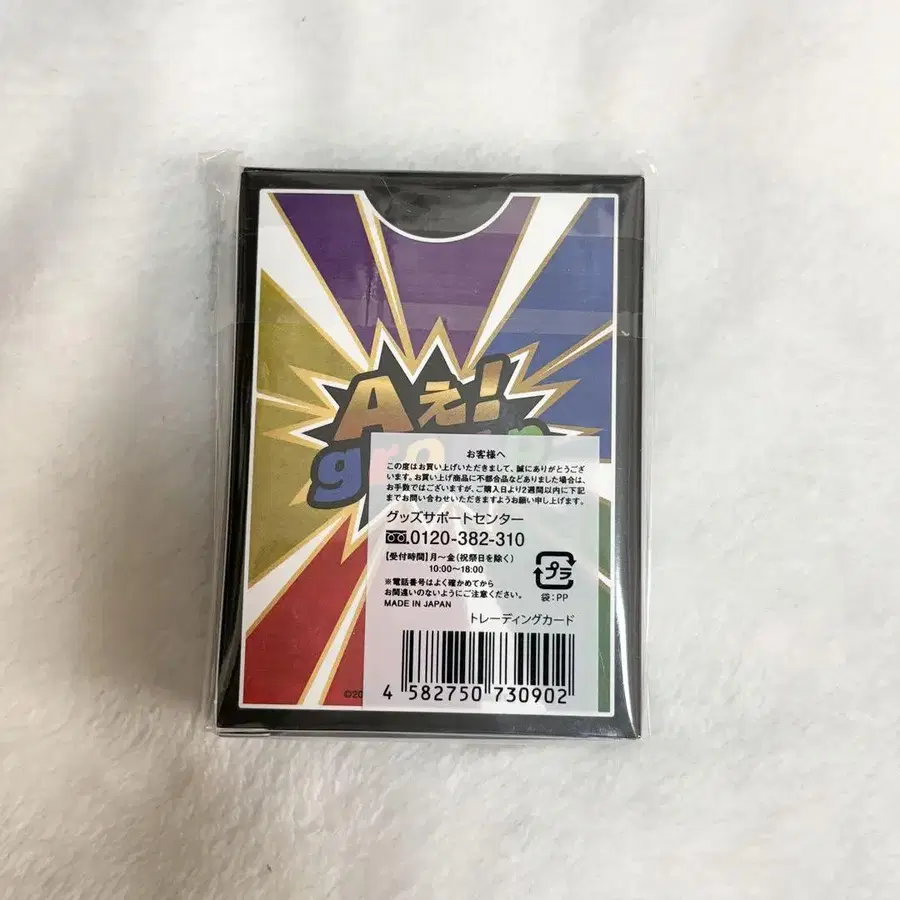 Aぇ!
group
お客様へ
この度はお買い上げいただきまして、誠にありがとうござ
います。お買い上げ商品に不都合品などありました場合は、
お手数ではございますが、ご購入日より2週間以内に下記
までお問い合わせいただきますようお願い申し上げます。
グッズサポートセンター
0120-382-310
【受付時間】月～金(祝祭日を除く)
10:00～18:00
※電話番号はよく確かめてから
お間違いのないようにご注意ください。
MADE IN JAPAN
プラ
袋:PP
トレーディングカード
4 582750 730902
©20